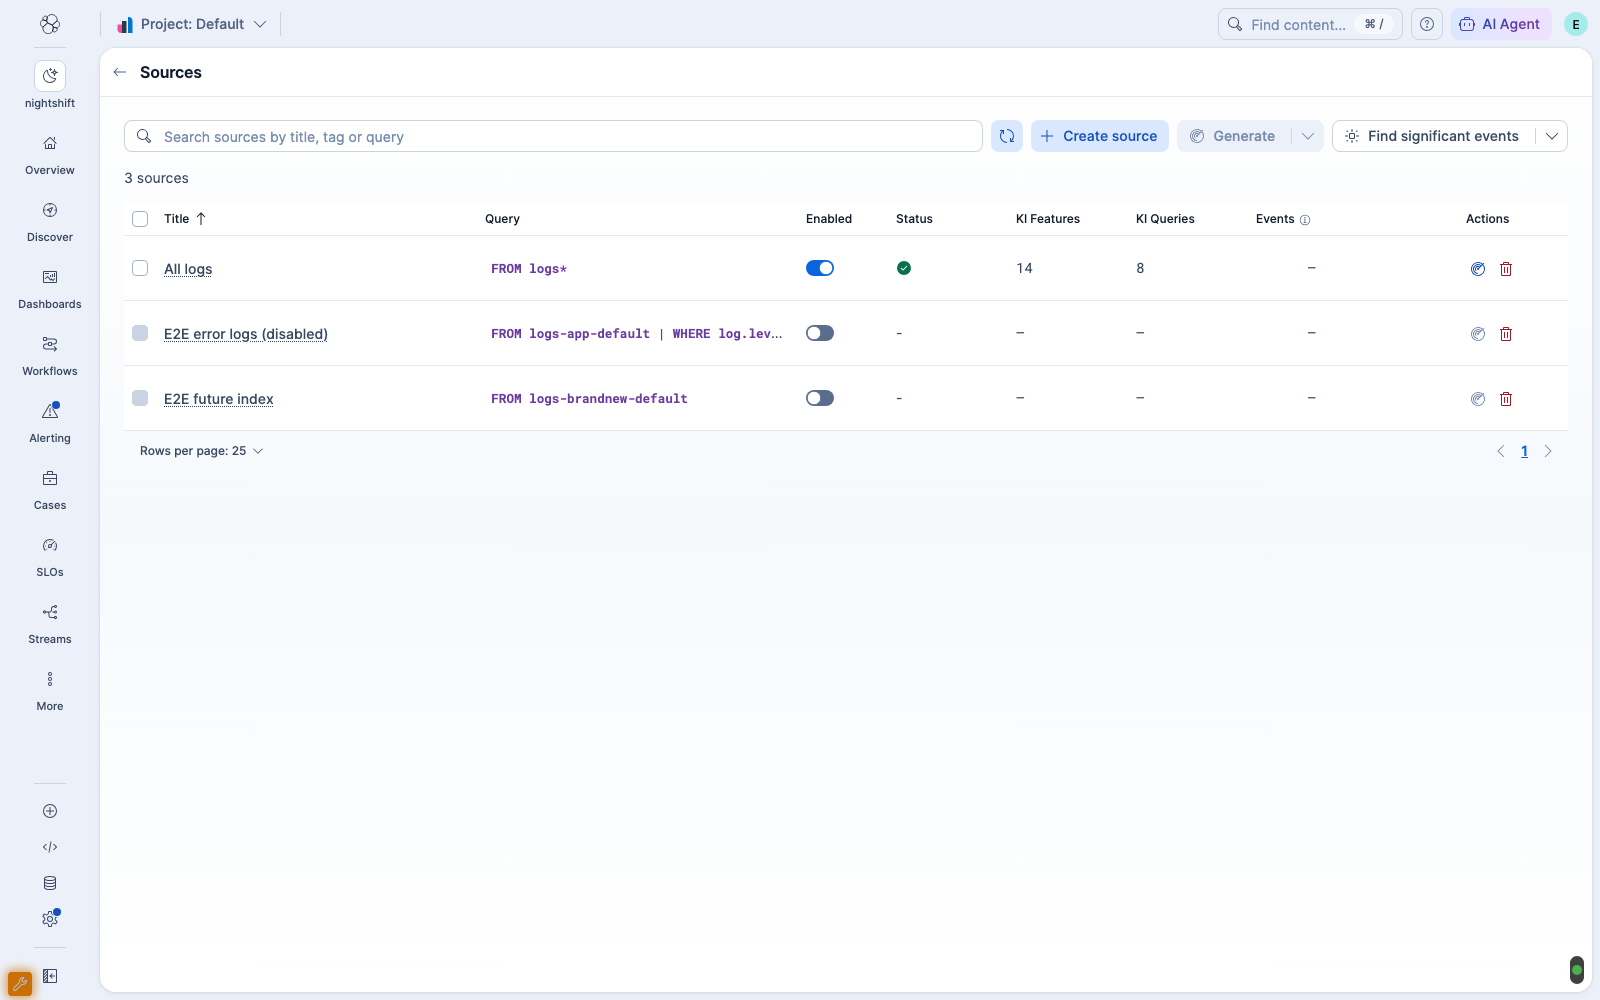 Project: Default
Find content...
⌘ /
AI Agent
E
nightshift
Overview
Discover
Dashboards
Workflows
Alerting
Cases
SLOs
Streams
More
Sources
Search sources by title, tag or query
Create source
Generate
Find significant events
3 sources
Title Query Enabled Status KI Features KI Queries Events Actions
All logs FROM logs* 14 8 –
E2E error logs (disabled) FROM logs-app-default | WHERE log.lev... - – – –
E2E future index FROM logs-brandnew-default - – – –
Rows per page: 25
1